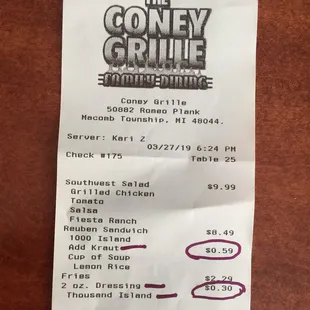 THE
CONEY
GRILLE
FAMILY DINING
Coney Grille
50882 Romeo Plank
Macomb Township, MI 48044.
Server: Kari Z
03/27/19 6:24 PM
Check #175 Table 25
Southwest Salad $9.99
Grilled Chicken
Tomato
Salsa
Fiesta Ranch
Reuben Sandwich $8.49
1000 Island
Add Kraut $0.59
Cup of Soup
Lemon Rice
Fries $2.29
2 oz. Dressing $0.30
Thousand Island